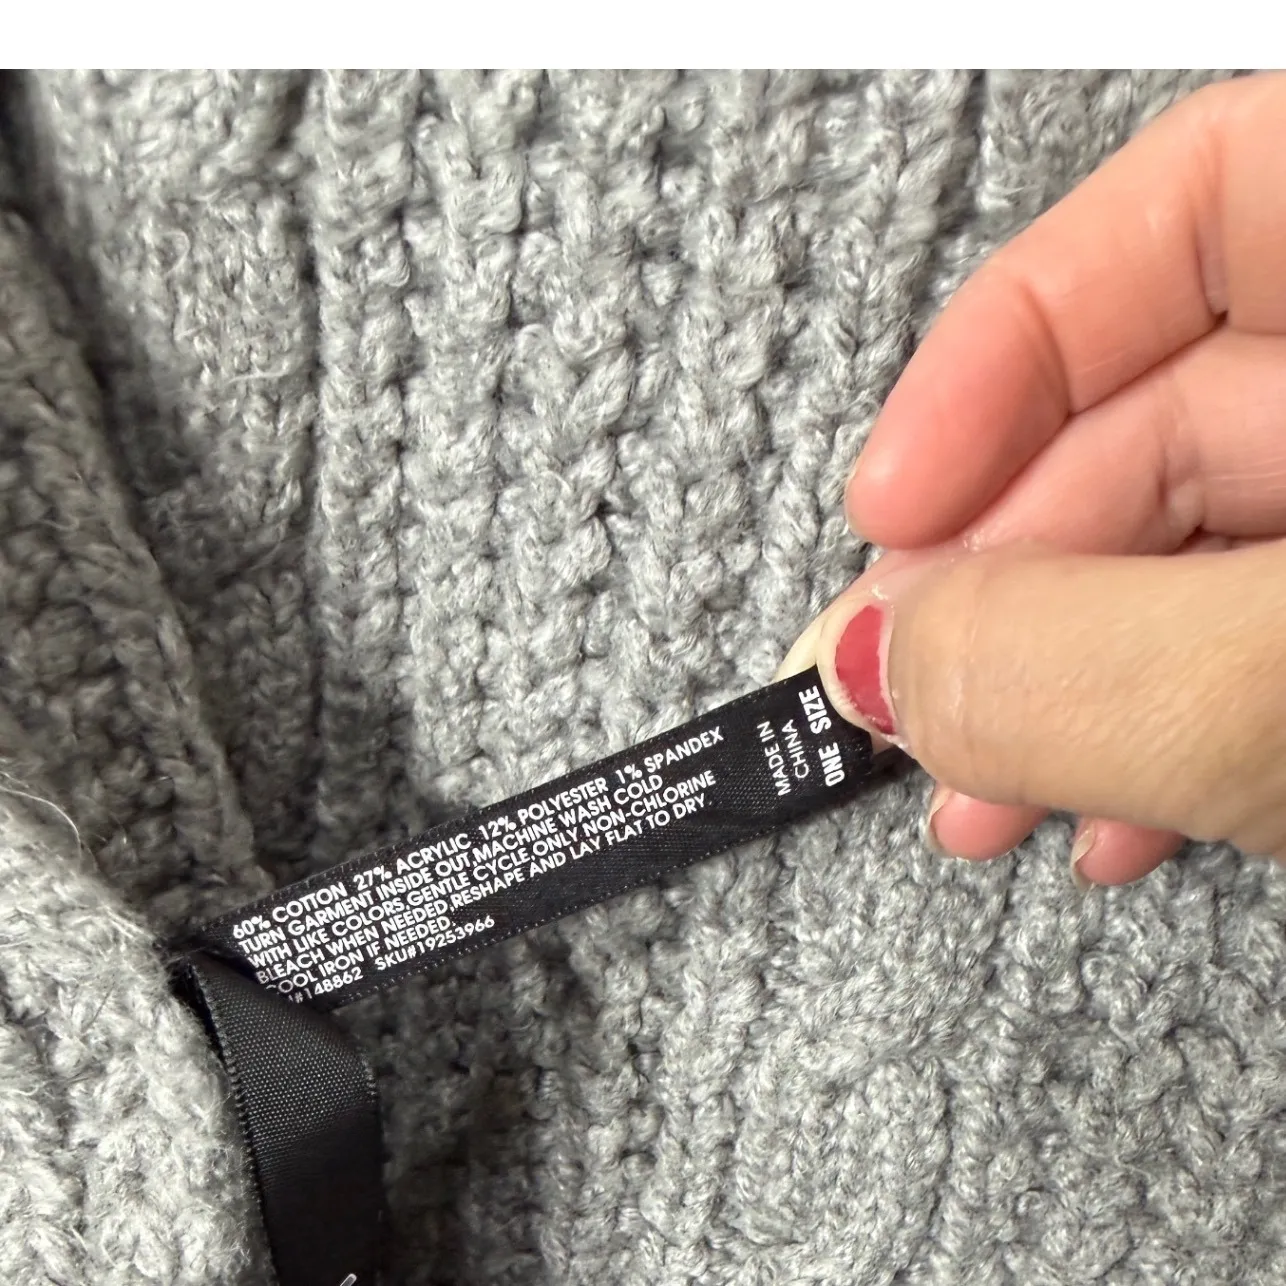 60% COTTON 27% ACRYLIC 12% POLYESTER 1% SPANDEX
TURN GARMENT INSIDE OUT,MACHINE WASH COLD
WITH LIKE COLORS,GENTLE CYCLE.ONLY NON-CHLORINE
BLEACH WHEN NEEDED,RESHAPE AND LAY FLAT TO DRY.
COOL IRON IF NEEDED.
#148862 SKU#19253966
MADE IN
CHINA
ONE SIZE